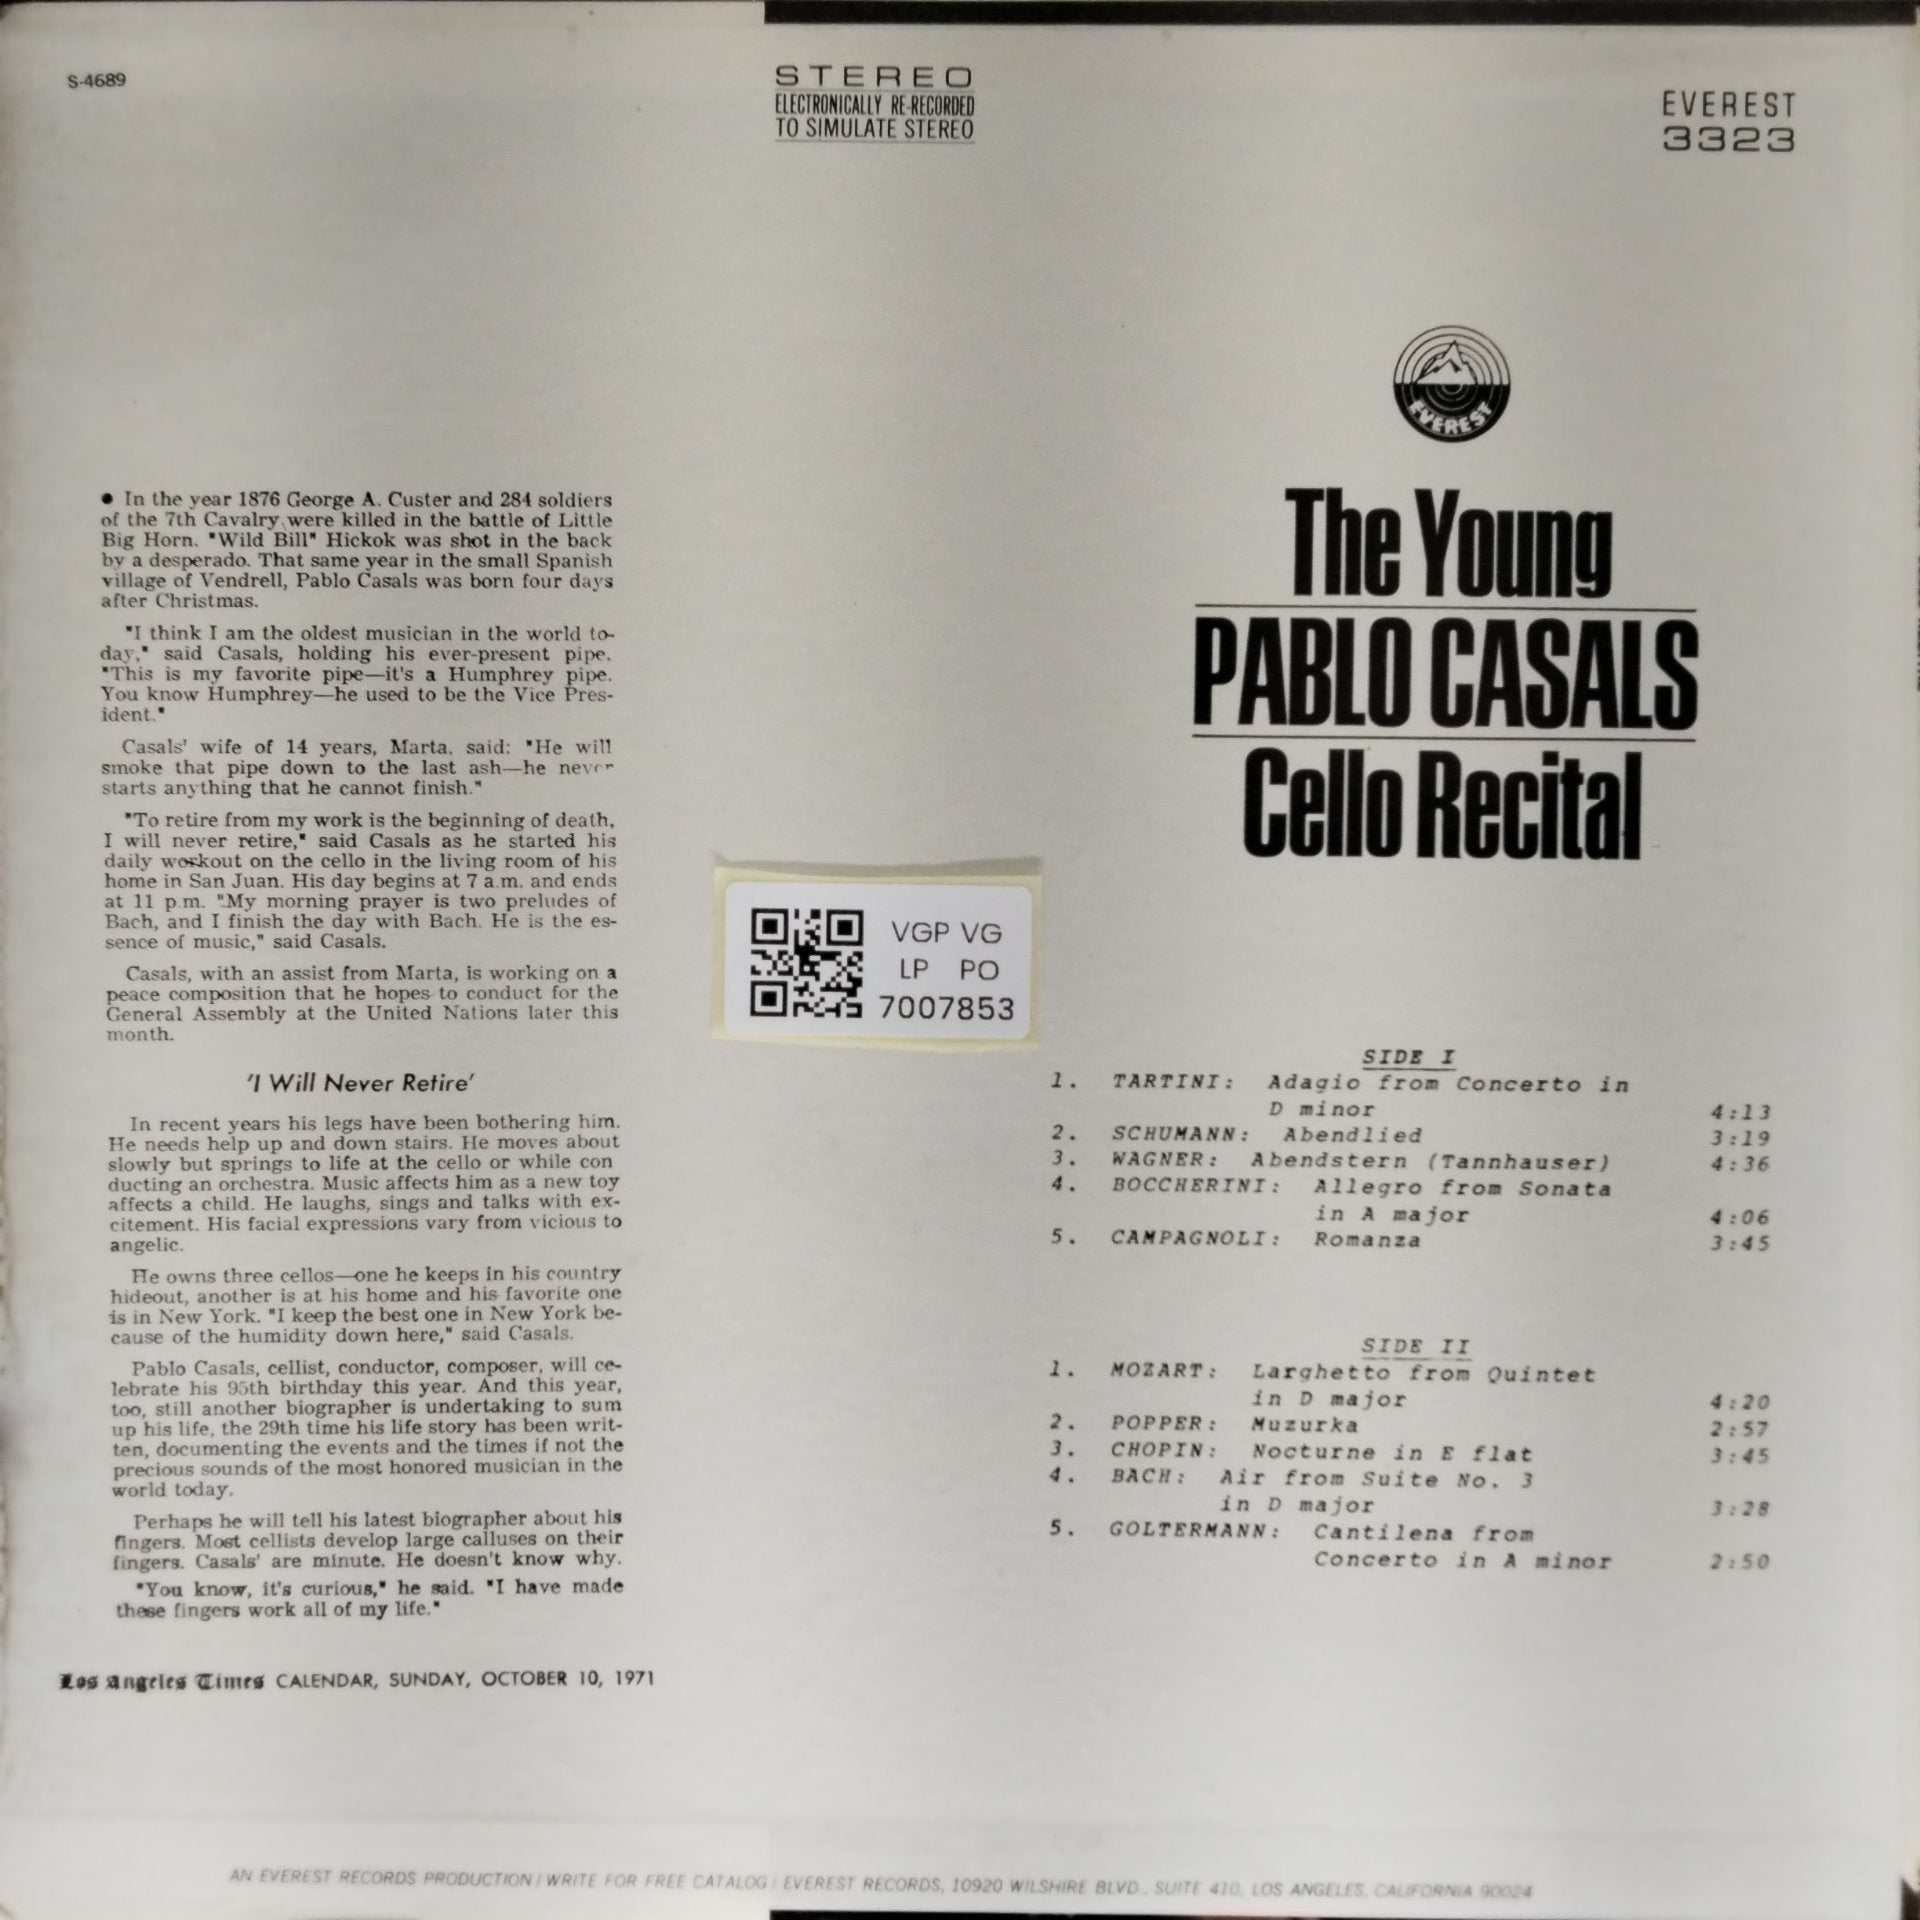 S-4689
STEREO
ELECTRONICALLY RE-RECORDED
TO SIMULATE STEREO
EVEREST
3323
EVEREST
The Young
PABLO CASALS
Cello Recital
● In the year 1876 George A. Custer and 284 soldiers
of the 7th Cavalry were killed in the battle of Little
Big Horn. "Wild Bill" Hickok was shot in the back
by a desperado. That same year in the small Spanish
village of Vendrell, Pablo Casals was born four days
after Christmas.
"I think I am the oldest musician in the world to-
day," said Casals, holding his ever-present pipe.
"This is my favorite pipe—it's a Humphrey pipe.
You know Humphrey—he used to be the Vice Pres-
ident."
Casals' wife of 14 years, Marta, said: "He will
smoke that pipe down to the last ash—he never
starts anything that he cannot finish."
"To retire from my work is the beginning of death,
I will never retire," said Casals as he started his
daily workout on the cello in the living room of his
home in San Juan. His day begins at 7 a.m. and ends
at 11 p.m. "My morning prayer is two preludes of
Bach, and I finish the day with Bach. He is the es-
sence of music," said Casals.
Casals, with an assist from Marta, is working on a
peace composition that he hopes to conduct for the
General Assembly at the United Nations later this
month.
'I Will Never Retire'
In recent years his legs have been bothering him.
He needs help up and down stairs. He moves about
slowly but springs to life at the cello or while con
ducting an orchestra. Music affects him as a new toy
affects a child. He laughs, sings and talks with ex-
citement. His facial expressions vary from vicious to
angelic.
He owns three cellos—one he keeps in his country
hideout, another is at his home and his favorite one
is in New York. "I keep the best one in New York be-
cause of the humidity down here," said Casals.
Pablo Casals, cellist, conductor, composer, will ce-
lebrate his 95th birthday this year. And this year,
too, still another biographer is undertaking to sum
up his life, the 29th time his life story has been writ-
ten, documenting the events and the times if not the
precious sounds of the most honored musician in the
world today.
Perhaps he will tell his latest biographer about his
fingers. Most cellists develop large calluses on their
fingers. Casals' are minute. He doesn't know why.
"You know, it's curious," he said. "I have made
these fingers work all of my life."
Los Angeles Times CALENDAR, SUNDAY, OCTOBER 10, 1971
VGP VG
LP PO
7007853
SIDE I
1. TARTINI: Adagio from Concerto in
D minor 4:13
2. SCHUMANN: Abendlied 3:19
3. WAGNER: Abendstern (Tannhauser) 4:36
4. BOCCHERINI: Allegro from Sonata
in A major 4:06
5. CAMPAGNOLI: Romanza 3:45
SIDE II
1. MOZART: Larghetto from Quintet
in D major 4:20
2. POPPER: Muzurka 2:57
3. CHOPIN: Nocturne in E flat 3:45
4. BACH: Air from Suite No. 3
in D major 3:28
5. GOLTERMANN: Cantilena from
Concerto in A minor 2:50
AN EVEREST RECORDS PRODUCTION / WRITE FOR FREE CATALOG / EVEREST RECORDS, 10920 WILSHIRE BLVD., SUITE 410, LOS ANGELES, CALIFORNIA 90024